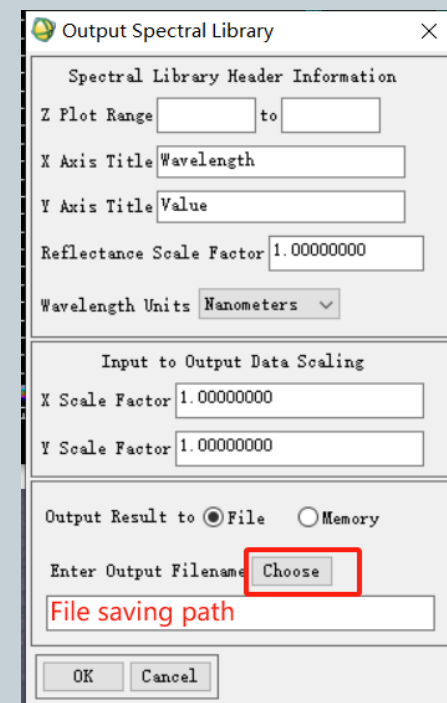 Output Spectral Library
Spectral Library Header Information
Z Plot Range to
X Axis Title Wavelength
Y Axis Title Value
Reflectance Scale Factor 1.00000000
Wavelength Units Nanometers
Input to Output Data Scaling
X Scale Factor 1.00000000
Y Scale Factor 1.00000000
Output Result to File Memory
Enter Output Filename Choose
File saving path
OK Cancel